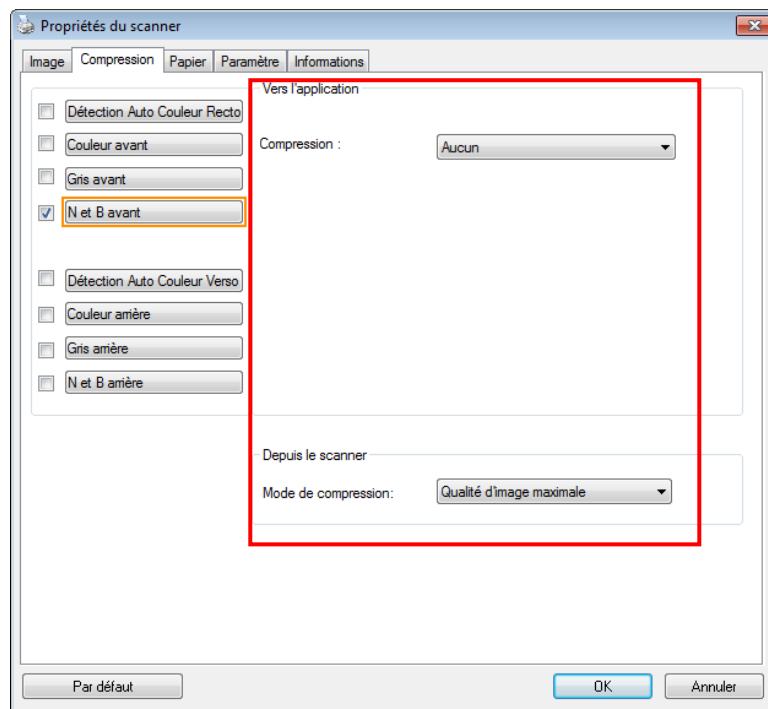 Propriétés du scanner
Image Compression Papier Paramètre Informations
Vers l'application
Détection Auto Couleur Recto
Couleur avant
Compression :
Aucun
Gris avant
N et B avant
Détection Auto Couleur Verso
Couleur arrière
Gris arrière
N et B arrière
Depuis le scanner
Mode de compression:
Qualité d'image maximale
Par défaut
OK
Annuler